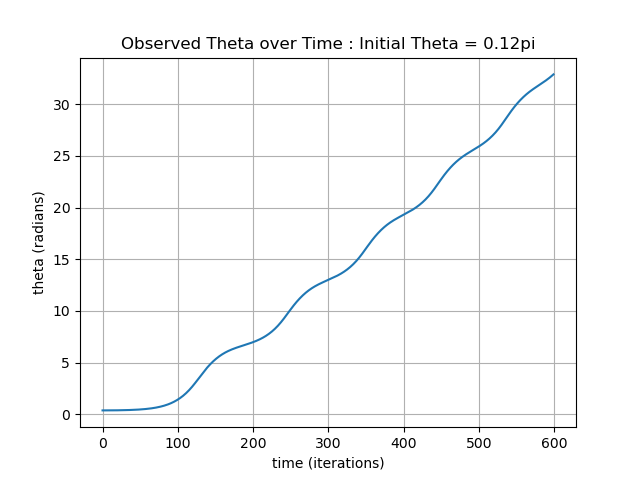 Observed Theta over Time : Initial Theta = 0.12pi
theta (radians)
30
25
20
15
10
5
0
0 100 200 300 400 500 600
time (iterations)